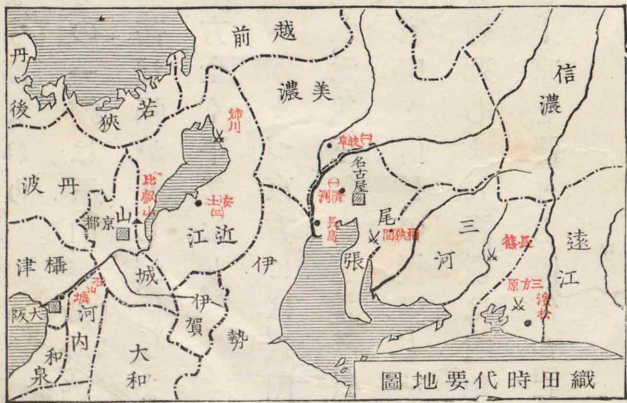 織田時代要地圖
信濃
遠江
三河
尾張
美濃
越前
若狹
丹後
丹波
近江
山城
京都
伊勢
伊賀
大和
河內
和泉
攝津
大阪
名古屋
姉川
比叡山
安土
(三)
岐阜
(二)
清洲
(一)
長島
桶狹間
長篠
三方原
濱松
石山城